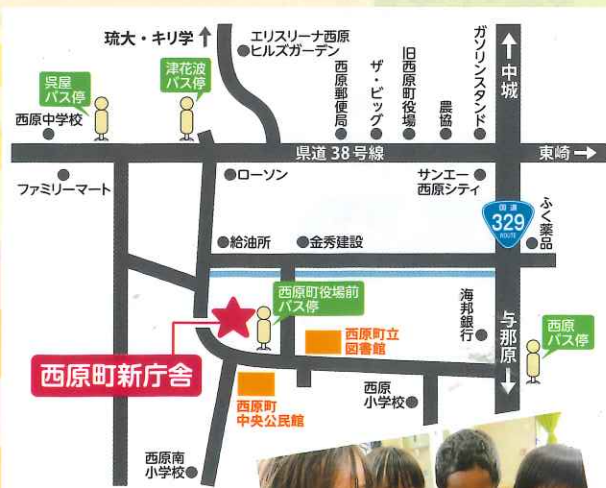 琉大・キリ学↑
エリスリーナ西原
ヒルズガーデン
西原郵便局
ザ・ビッグ
旧西原町役場
農協
ガソリンスタンド
↑中城
呉屋
バス停
津花波
バス停
西原中学校
県道38号線
東崎→
ファミリーマート
ローソン
サンエー
西原シティ
国道
329
ROUTE
ふく薬品
給油所
金秀建設
西原町役場前
バス停
海邦銀行
与那原↓
西原
バス停
西原町立
図書館
西原町新庁舎
西原町
中央公民館
西原
小学校
西原南
小学校